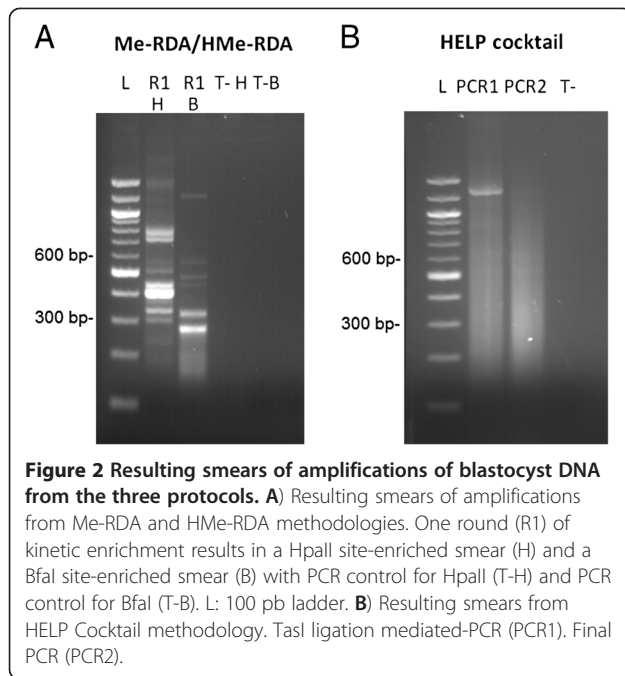 A
Me-RDA/HMe-RDA
L R1 R1 T- H T-B
H B
600 bp-
300 bp-
B
HELP cocktail
L PCR1 PCR2 T-
600 bp-
300 bp-
Figure 2 Resulting smears of amplifications of blastocyst DNA
from the three protocols. A) Resulting smears of amplifications
from Me-RDA and HMe-RDA methodologies. One round (R1) of
kinetic enrichment results in a HpaII site-enriched smear (H) and a
BfaI site-enriched smear (B) with PCR control for HpaII (T-H) and PCR
control for BfaI (T-B). L: 100 pb ladder. B) Resulting smears from
HELP Cocktail methodology. TasI ligation mediated-PCR (PCR1). Final
PCR (PCR2).